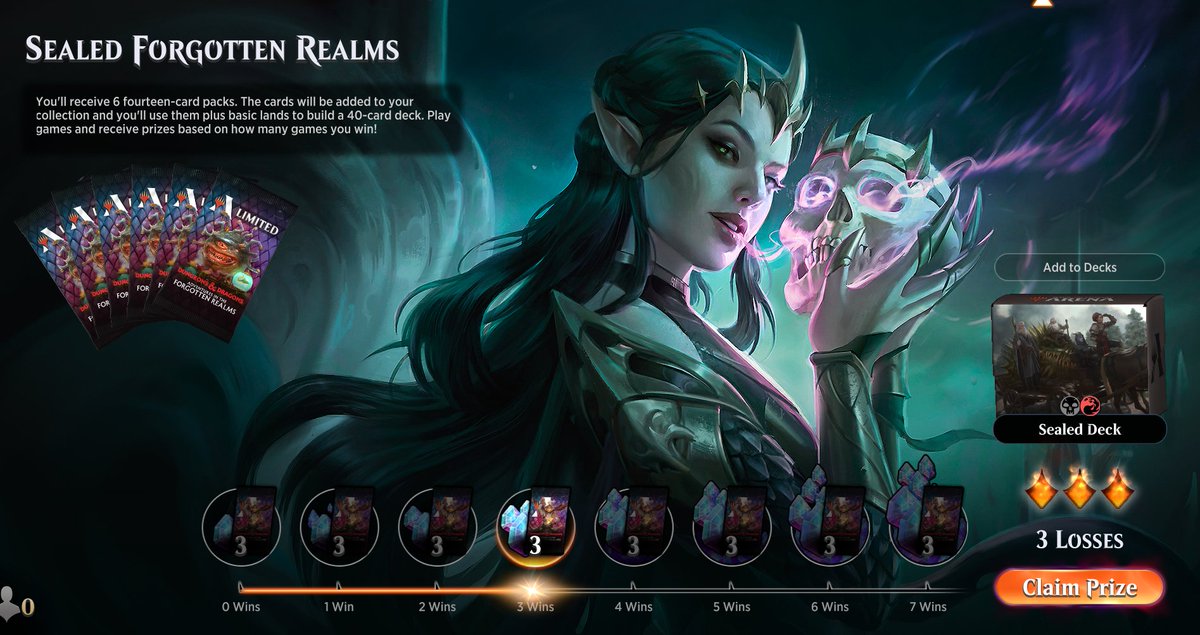 Sealed Forgotten Realms
You'll receive 6 fourteen-card packs. The cards will be added to your
collection and you'll use them plus basic lands to build a 40-card deck. Play
games and receive prizes based on how many games you win!
LIMITED
DUNGEONS & DRAGONS
ADVENTURES IN THE
FORGOTTEN REALMS
Add to Decks
ARENA
Sealed Deck
3 3 3 3 3 3 3 3
0 Wins 1 Win 2 Wins 3 Wins 4 Wins 5 Wins 6 Wins 7 Wins
3 Losses
Claim Prize
0